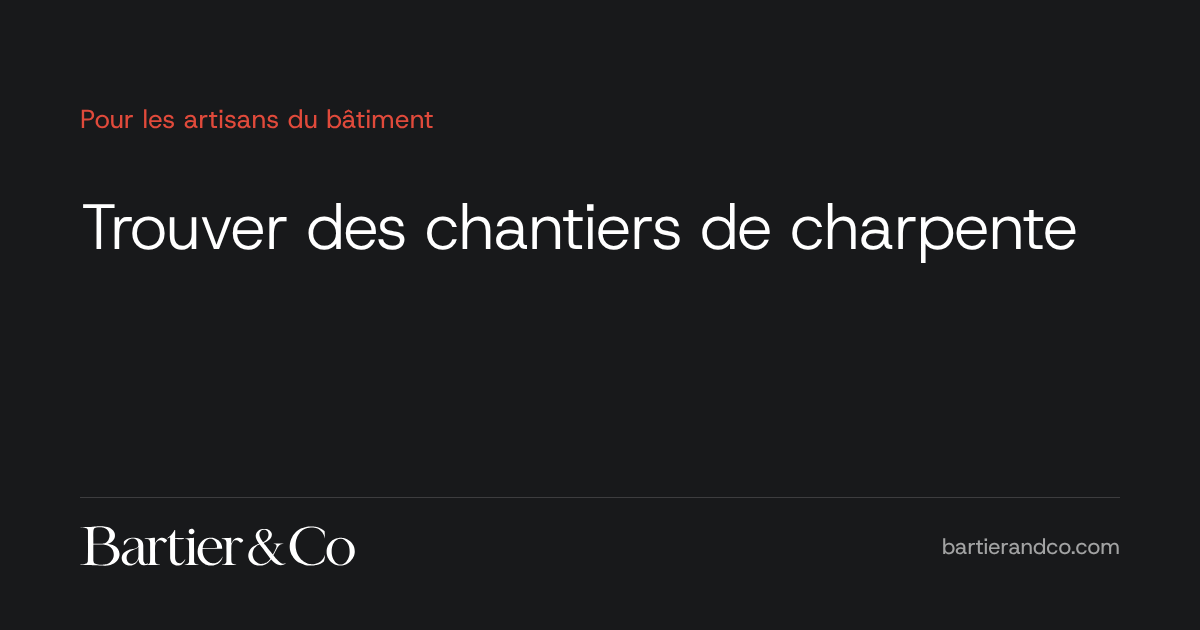 Pour les artisans du bâtiment
Trouver des chantiers de charpente
Bartier & Co
bartierandco.com